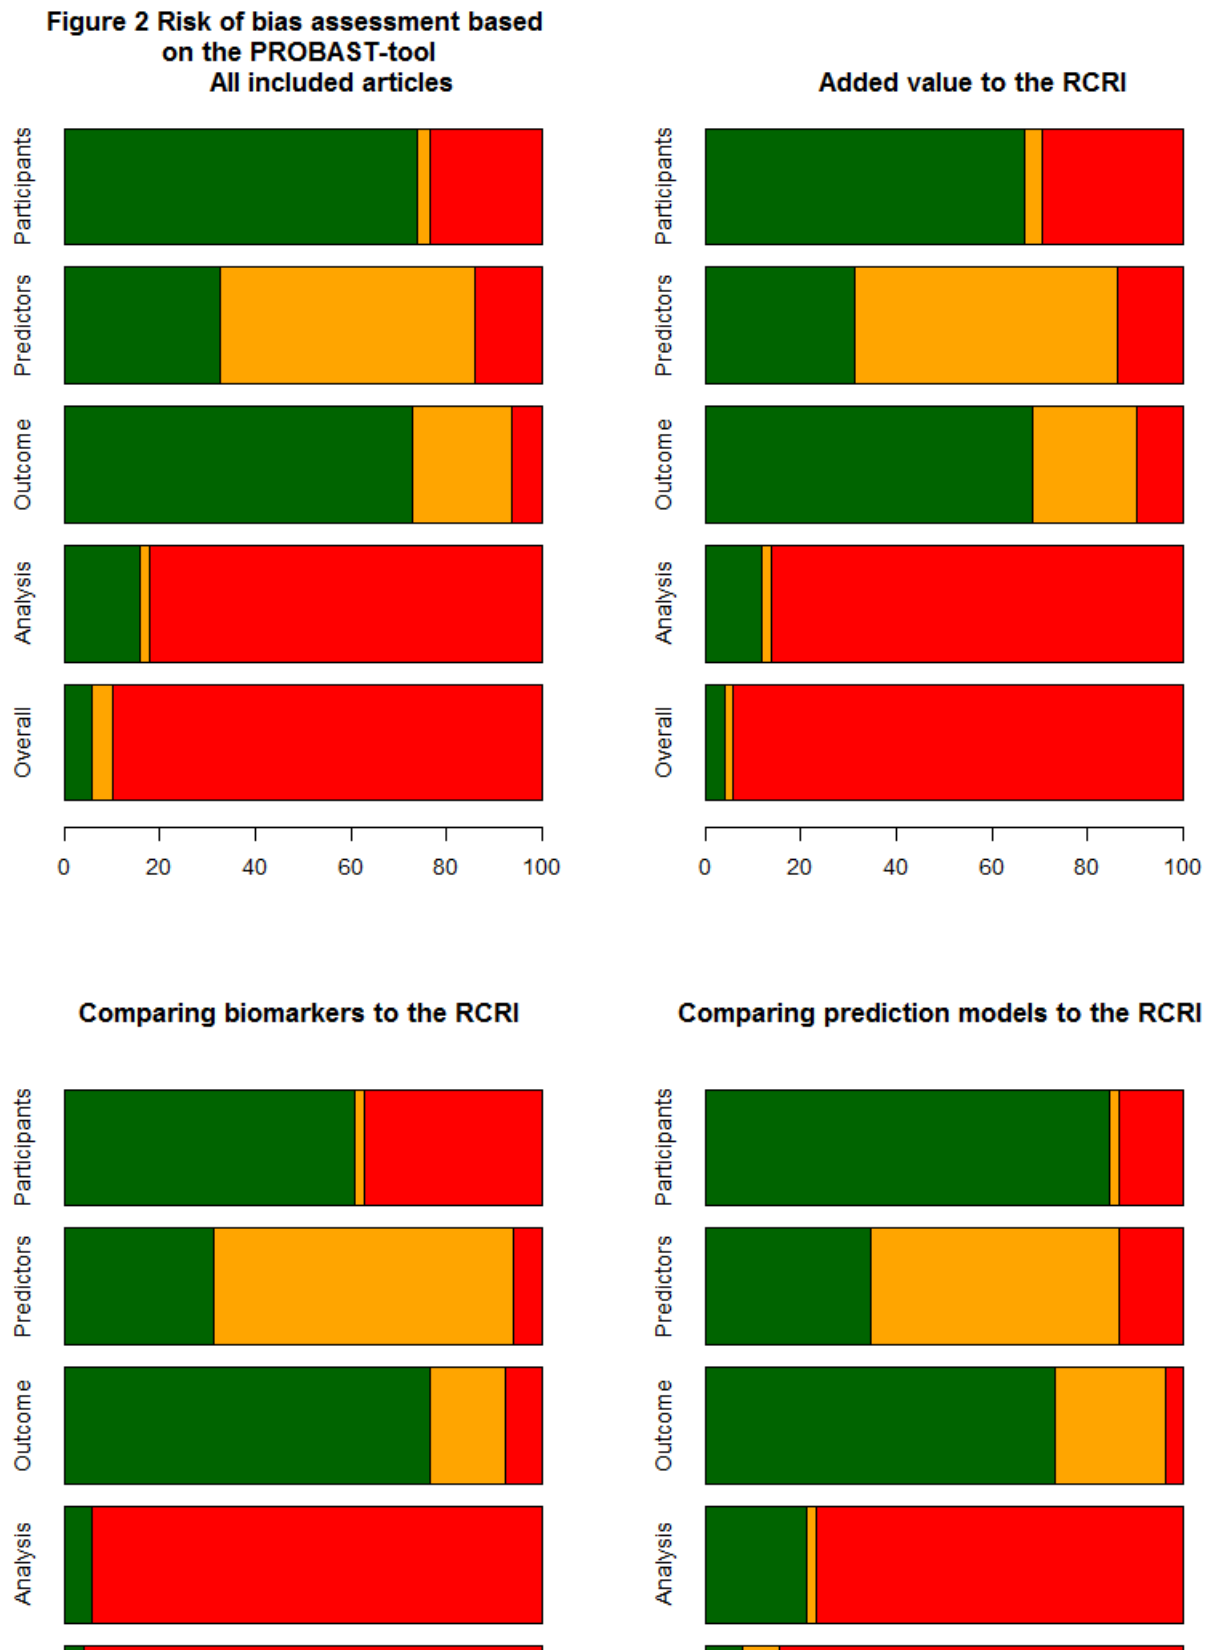 Figure 2 Risk of bias assessment based
on the PROBAST-tool
All included articles
Participants
Predictors
Outcome
Analysis
Overall
0 20 40 60 80 100
Added value to the RCRI
Participants
Predictors
Outcome
Analysis
Overall
0 20 40 60 80 100
Comparing biomarkers to the RCRI
Participants
Predictors
Outcome
Analysis
Comparing prediction models to the RCRI
Participants
Predictors
Outcome
Analysis